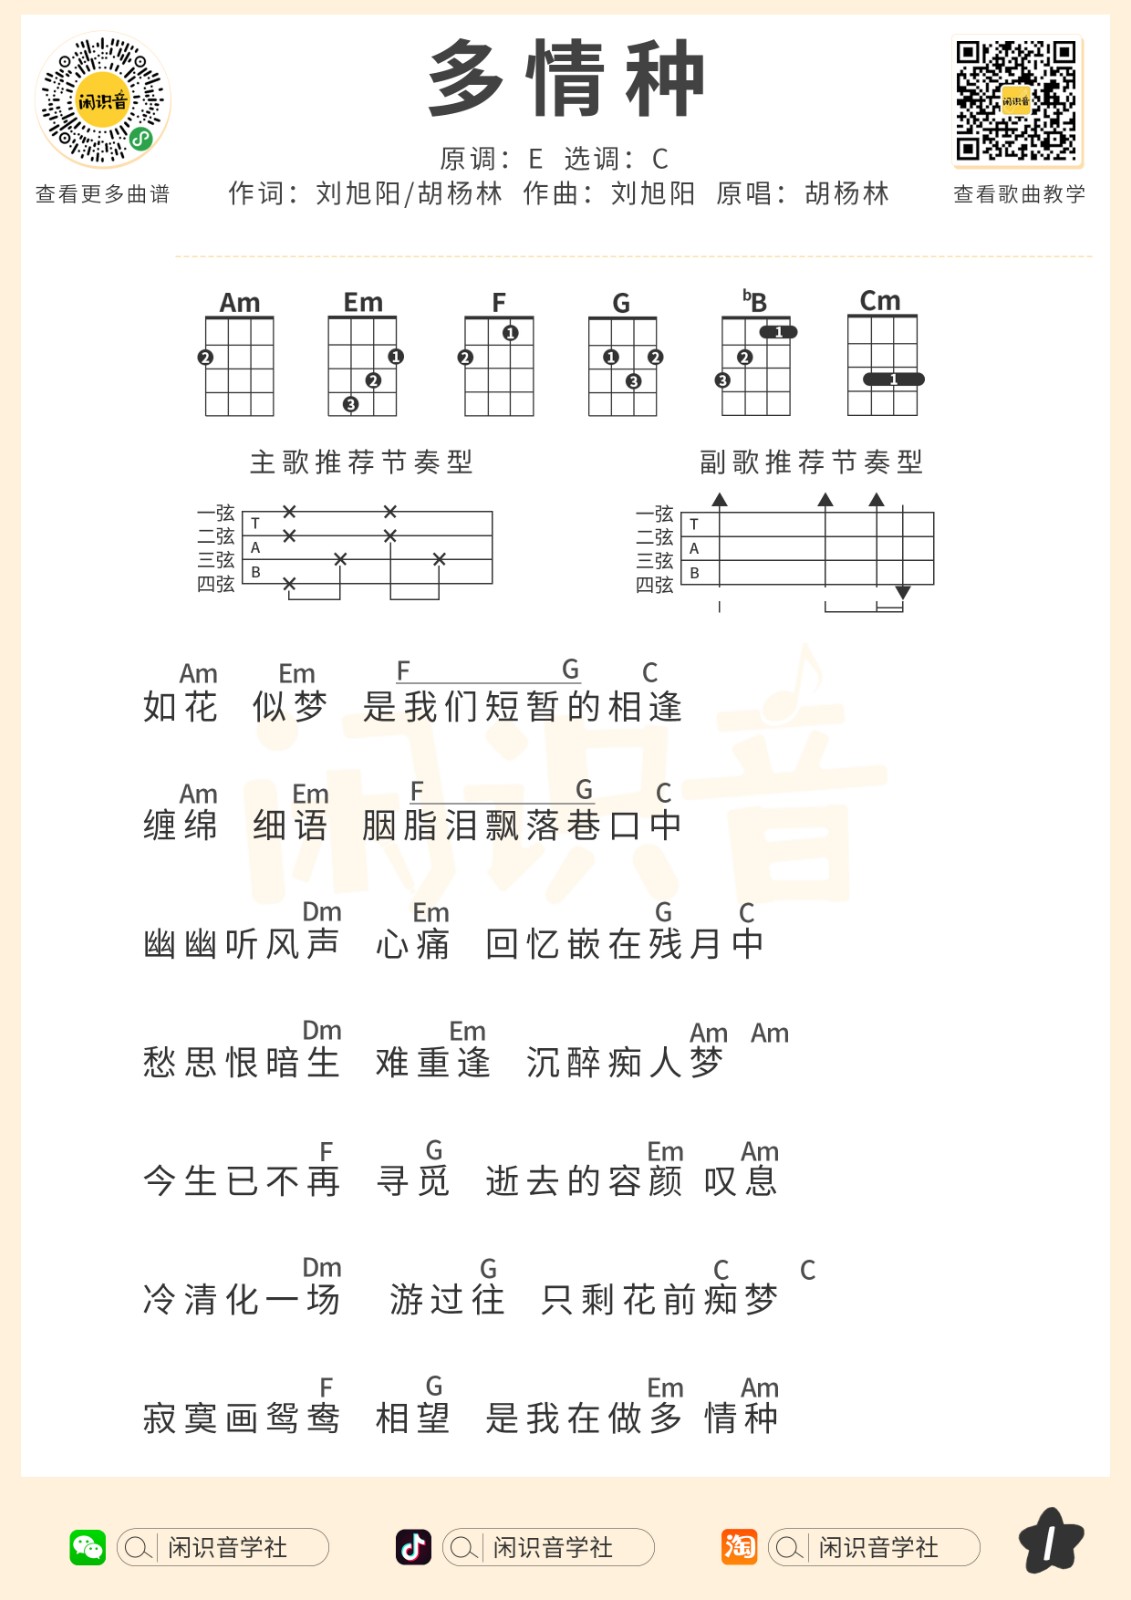 多情种
原调：E 选调：C
作词：刘旭阳/胡杨林 作曲：刘旭阳 原唱：胡杨林
闲识音
查看更多曲谱
闲识音
查看歌曲教学
Am Em F G ♭B Cm
2
1 2 3
1 2
1 2 3
1 2 3
1
主歌推荐节奏型
一弦
二弦
三弦
四弦
T
A
B
副歌推荐节奏型
一弦
二弦
三弦
四弦
T
A
B
Am Em F G C
如花 似梦 是我们短暂的相逢
Am Em F G C
缠绵 细语 胭脂泪飘落巷口中
Dm Em G C
幽幽听风声 心痛 回忆嵌在残月中
Dm Em Am Am
愁思恨暗生 难重逢 沉醉痴人梦
F G Em Am
今生已不再 寻觅 逝去的容颜 叹息
Dm G C C
冷清化一场 游过往 只剩花前痴梦
F G Em Am
寂寞画鸳鸯 相望 是我在做多 情种
闲识音
闲识音学社
闲识音学社
淘 闲识音学社
1